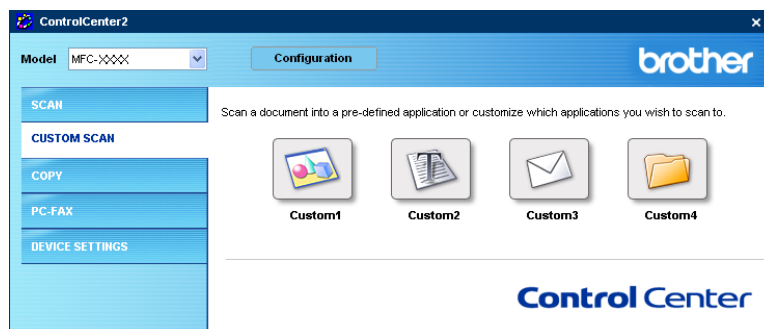 ControlCenter2
Model MFC-XXXX Configuration brother
SCAN
Scan a document into a pre-defined application or customize which applications you wish to scan to.
CUSTOM SCAN
COPY
Custom1 Custom2 Custom3 Custom4
PC-FAX
DEVICE SETTINGS
Control Center